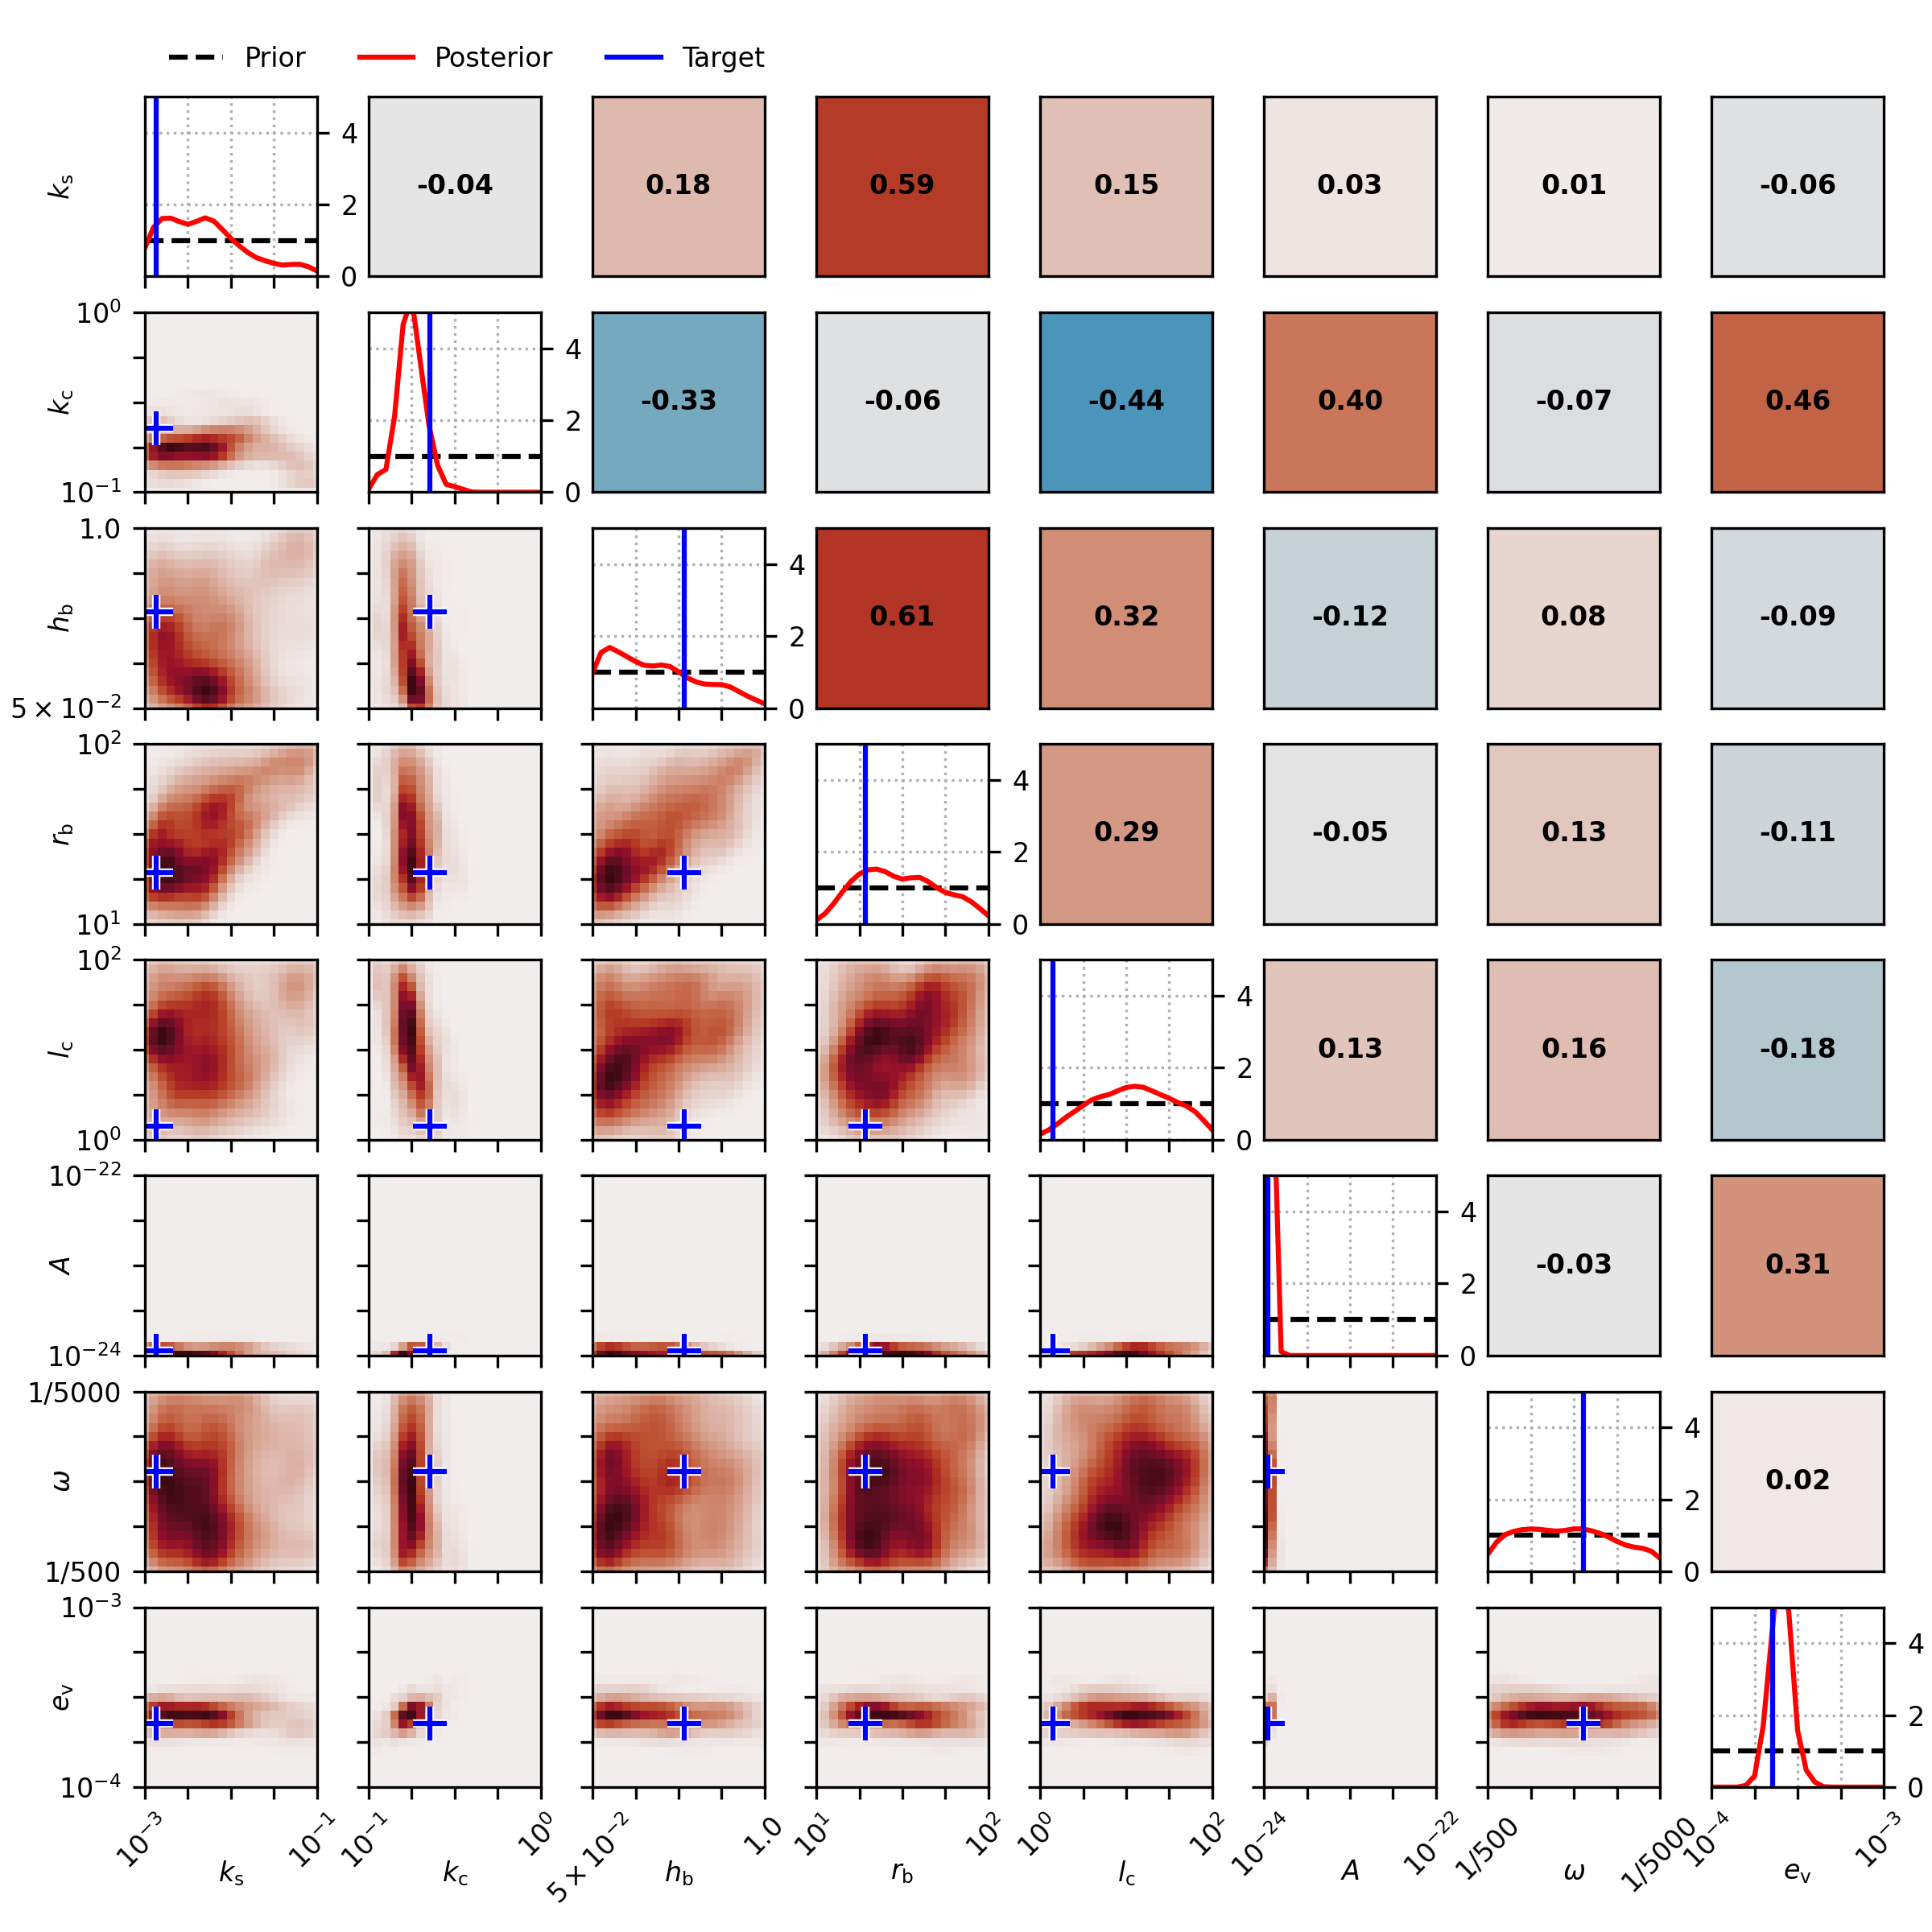 Prior Posterior Target
k_s 4 2 0 -0.04 0.18 0.59 0.15 0.03 0.01 -0.06
10^0 k_c 10^-1 4 2 0 -0.33 -0.06 -0.44 0.40 -0.07 0.46
1.0 h_b 5×10^-2 4 2 0 0.61 0.32 -0.12 0.08 -0.09
10^2 r_b 10^1 4 2 0 0.29 -0.05 0.13 -0.11
10^2 l_c 10^0 4 2 0 0.13 0.16 -0.18
10^-22 A 10^-24 4 2 0 -0.03 0.31
1/5000 ω 1/500 4 2 0 0.02
10^-3 e_v 10^-4 4 2 0
10^-3 10^-1 10^-1 10^0 5×10^-2 1.0 10^1 10^2 10^0 10^2 10^-24 10^-22 1/500 1/5000 10^-4 10^-3
k_s k_c h_b r_b l_c A ω e_v